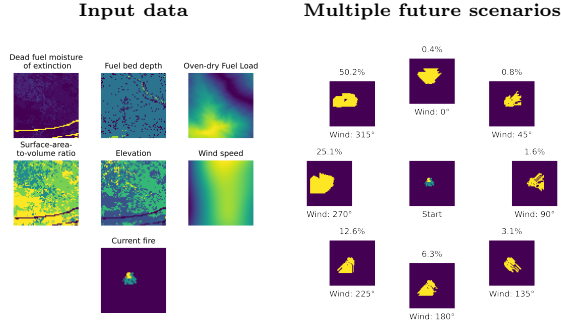 Input data
Multiple future scenarios
Dead fuel moisture
of extinction
Fuel bed depth
Oven-dry Fuel Load
Surface-area-
to-volume ratio
Elevation
Wind speed
Current fire
0.4%
Wind: 0°
50.2%
Wind: 315°
0.8%
Wind: 45°
25.1%
Wind: 270°
Start
1.6%
Wind: 90°
12.6%
Wind: 225°
6.3%
Wind: 180°
3.1%
Wind: 135°